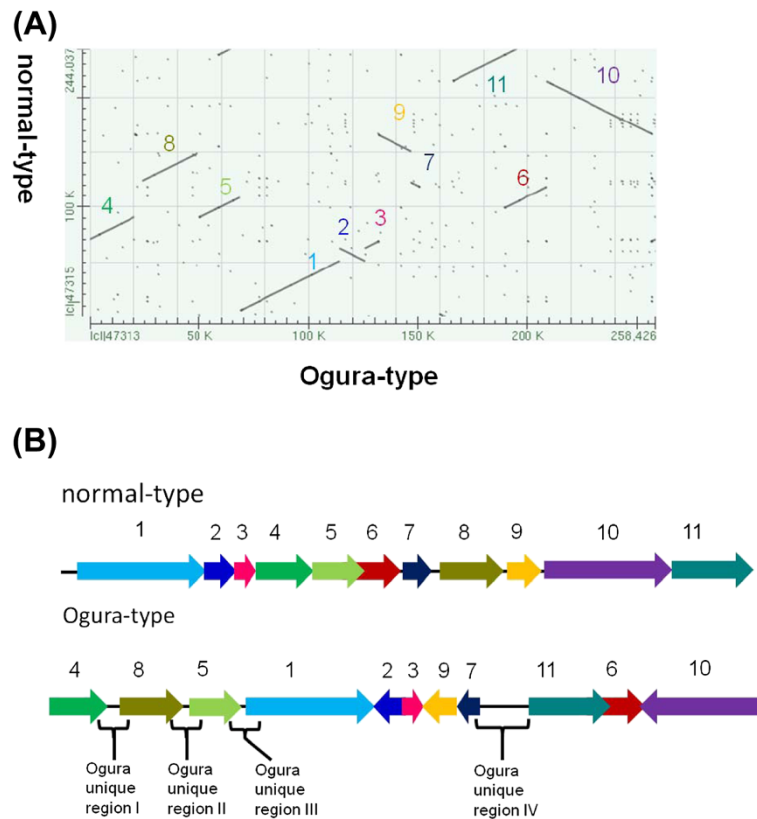 (A)
normal-type
244,037
100 K
lcl|47315
4
8
5
1
2
3
9
7
11
6
10
lcl|47313 50 K 100 K 150 K 200 K 258,426
Ogura-type
(B)
normal-type
1 2 3 4 5 6 7 8 9 10 11
Ogura-type
4 8 5 1 2 3 9 7 11 6 10
Ogura unique region I
Ogura unique region II
Ogura unique region III
Ogura unique region IV